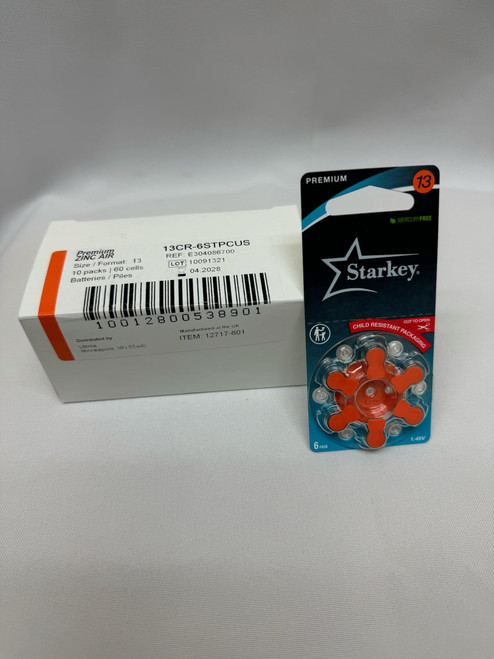 Premium
ZINC AIR
Size / Format: 13
10 packs | 60 cells
Batteries / Piles
13CR-6STPCUS
REF. E304086700
LOT 10091321
04.2028
10012800538901
Distributed by
Manufactured in the UK
ITEM: 12717-601
PREMIUM
13
MERCURYFREE
Starkey
CUT TO OPEN
CHILD RESISTANT PACKAGING
6
1.45V